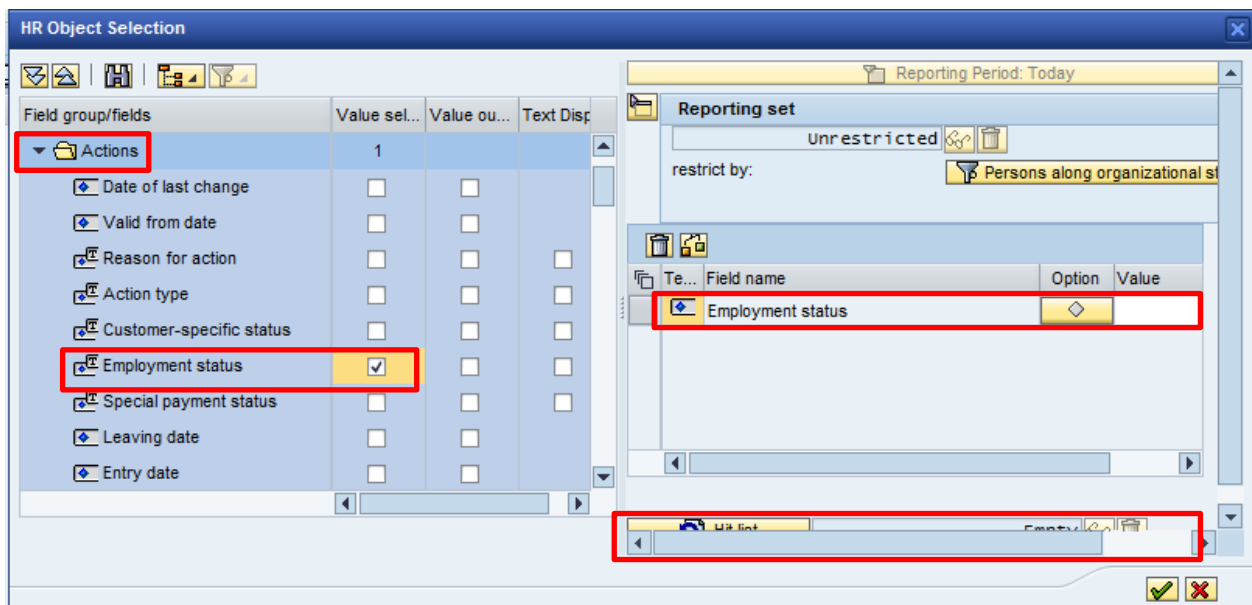 HR Object Selection
Field group/fields
Value sel...
Value ou...
Text Disp
Actions
1
Date of last change
Valid from date
Reason for action
Action type
Customer-specific status
Employment status
Special payment status
Leaving date
Entry date
Reporting Period: Today
Reporting set
Unrestricted
restrict by:
Persons along organizational st
Te...
Field name
Option
Value
Employment status
Hit list
Empty